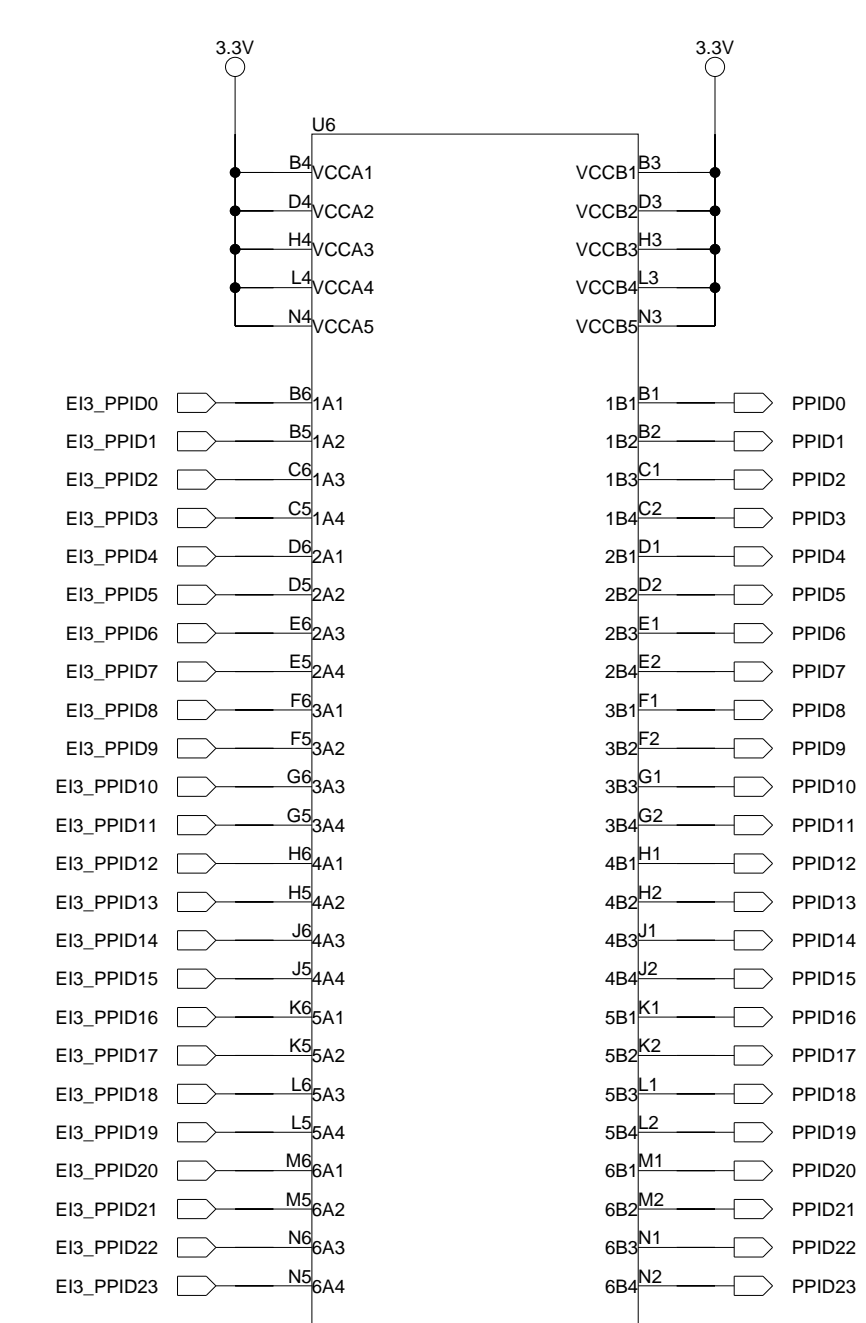 3.3V 3.3V
U6
B4 VCCA1 VCCB1 B3
D4 VCCA2 VCCB2 D3
H4 VCCA3 VCCB3 H3
L4 VCCA4 VCCB4 L3
N4 VCCA5 VCCB5 N3
EI3_PPID0 B6 1A1 1B1 B1 PPID0
EI3_PPID1 B5 1A2 1B2 B2 PPID1
EI3_PPID2 C6 1A3 1B3 C1 PPID2
EI3_PPID3 C5 1A4 1B4 C2 PPID3
EI3_PPID4 D6 2A1 2B1 D1 PPID4
EI3_PPID5 D5 2A2 2B2 D2 PPID5
EI3_PPID6 E6 2A3 2B3 E1 PPID6
EI3_PPID7 E5 2A4 2B4 E2 PPID7
EI3_PPID8 F6 3A1 3B1 F1 PPID8
EI3_PPID9 F5 3A2 3B2 F2 PPID9
EI3_PPID10 G6 3A3 3B3 G1 PPID10
EI3_PPID11 G5 3A4 3B4 G2 PPID11
EI3_PPID12 H6 4A1 4B1 H1 PPID12
EI3_PPID13 H5 4A2 4B2 H2 PPID13
EI3_PPID14 J6 4A3 4B3 J1 PPID14
EI3_PPID15 J5 4A4 4B4 J2 PPID15
EI3_PPID16 K6 5A1 5B1 K1 PPID16
EI3_PPID17 K5 5A2 5B2 K2 PPID17
EI3_PPID18 L6 5A3 5B3 L1 PPID18
EI3_PPID19 L5 5A4 5B4 L2 PPID19
EI3_PPID20 M6 6A1 6B1 M1 PPID20
EI3_PPID21 M5 6A2 6B2 M2 PPID21
EI3_PPID22 N6 6A3 6B3 N1 PPID22
EI3_PPID23 N5 6A4 6B4 N2 PPID23